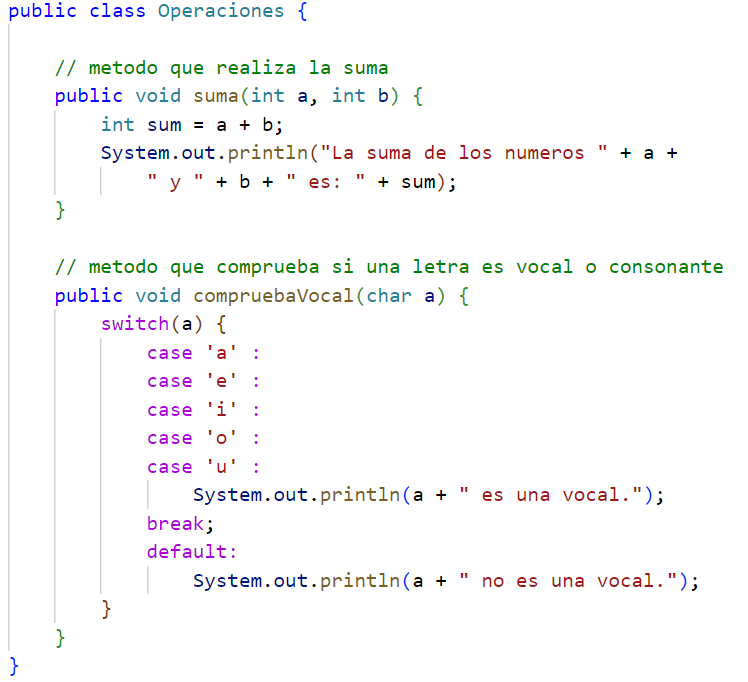 public class Operaciones {
// metodo que realiza la suma
public void suma(int a, int b) {
int sum = a + b;
System.out.println("La suma de los numeros " + a +
" y " + b + " es: " + sum);
}
// metodo que comprueba si una letra es vocal o consonante
public void compruebaVocal(char a) {
switch(a) {
case 'a' :
case 'e' :
case 'i' :
case 'o' :
case 'u' :
System.out.println(a + " es una vocal.");
break;
default:
System.out.println(a + " no es una vocal.");
}
}
}